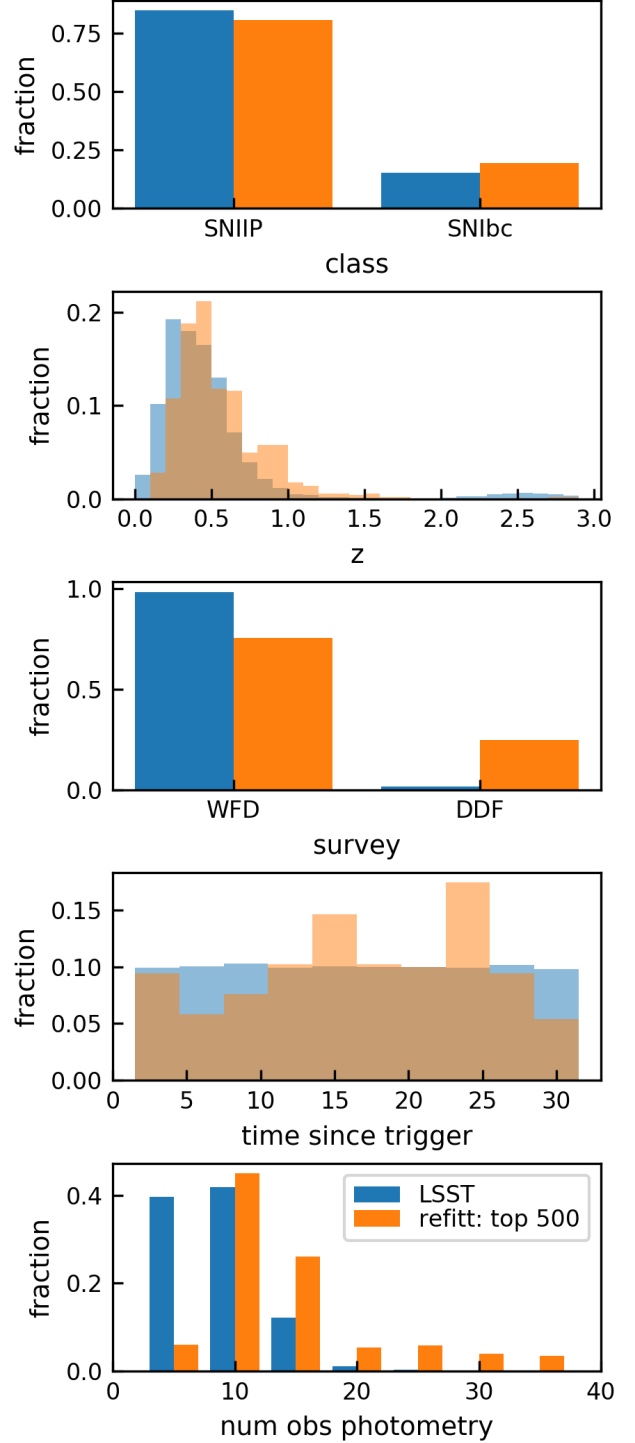 0.75
0.50
0.25
0.00
fraction
SNIIP SNIbc
class
0.2
0.1
0.0
fraction
0.0 0.5 1.0 1.5 2.0 2.5 3.0
z
1.0
0.5
0.0
fraction
WFD DDF
survey
0.15
0.10
0.05
0.00
fraction
0 5 10 15 20 25 30
time since trigger
0.4
0.2
0.0
fraction
LSST
refitt: top 500
0 10 20 30 40
num obs photometry